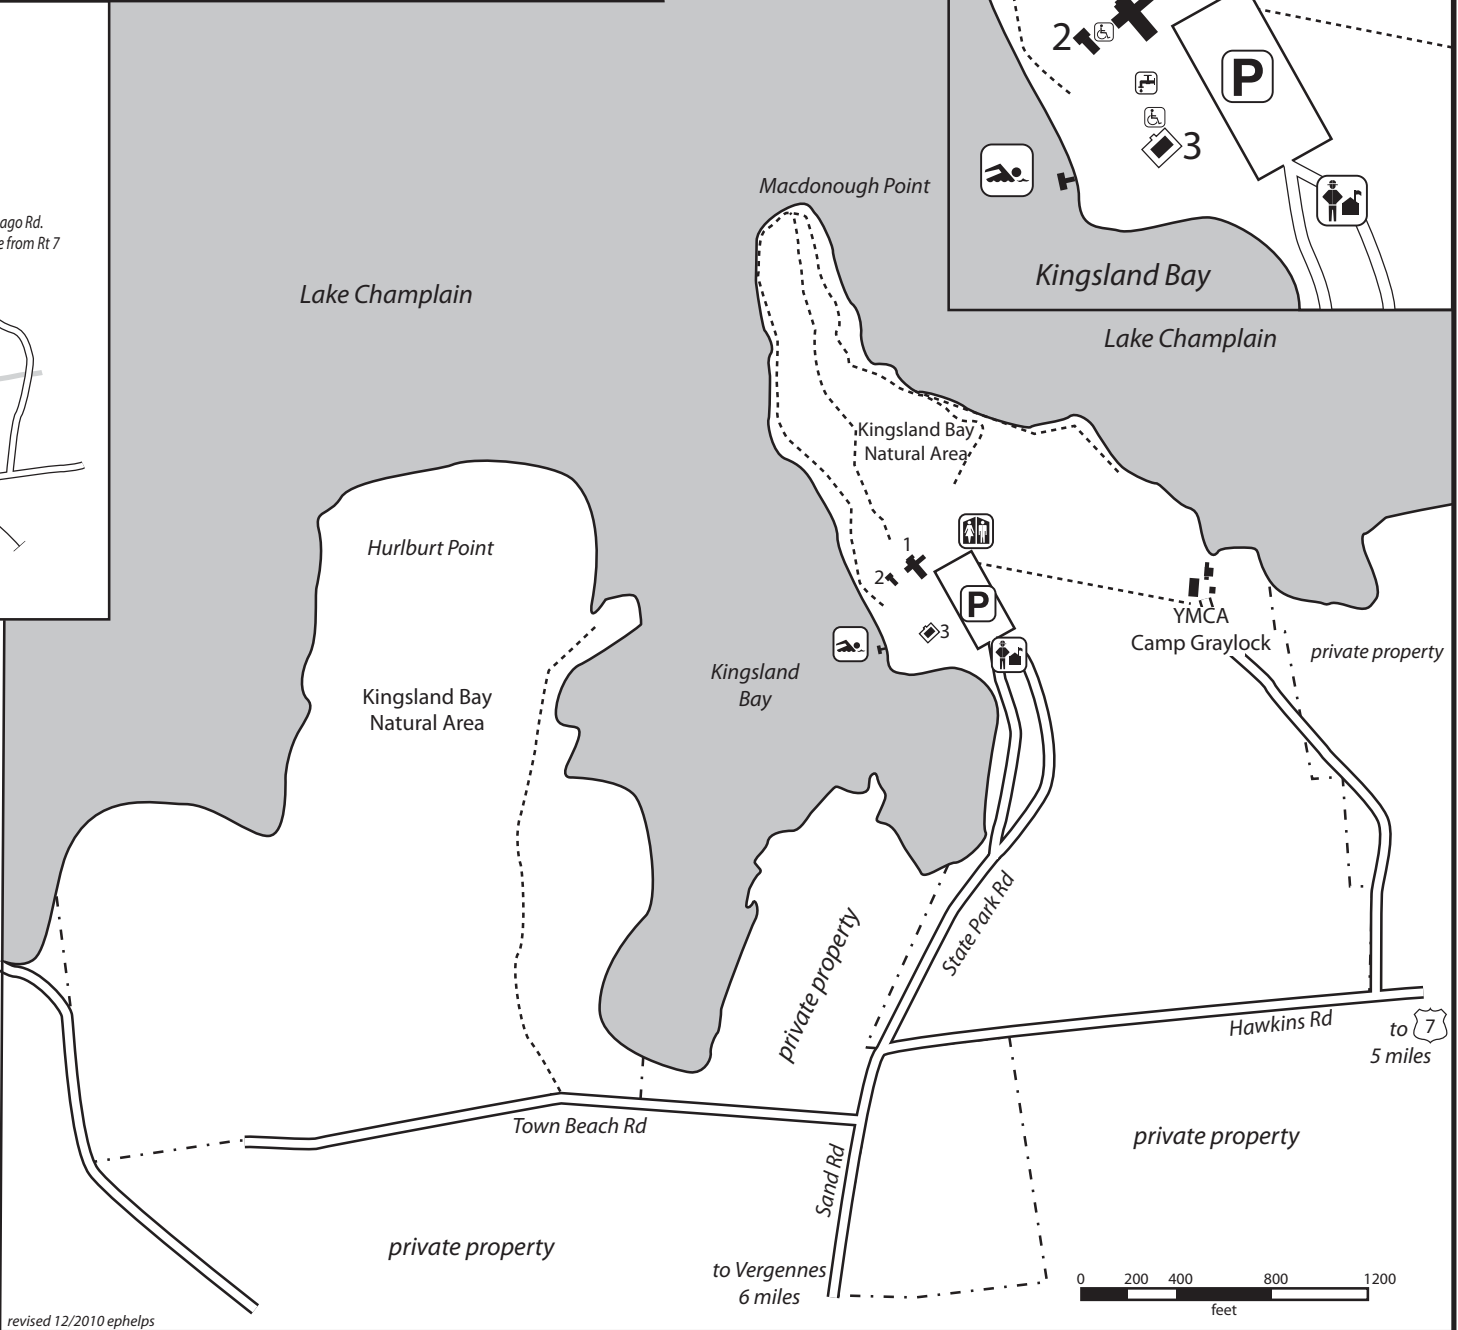 2
P
3
Macdonough Point
ago Rd.
e from Rt 7
Kingsland Bay
Lake Champlain
Lake Champlain
Kingsland Bay
Natural Area
Hurlburt Point
1
2
P
3
YMCA
Camp Graylock
private property
Kingsland
Bay
Kingsland Bay
Natural Area
private property
State Park Rd
Hawkins Rd
to 7
5 miles
Town Beach Rd
Sand Rd
private property
private property
to Vergennes
6 miles
0 200 400 800 1200
feet
revised 12/2010 ephelps